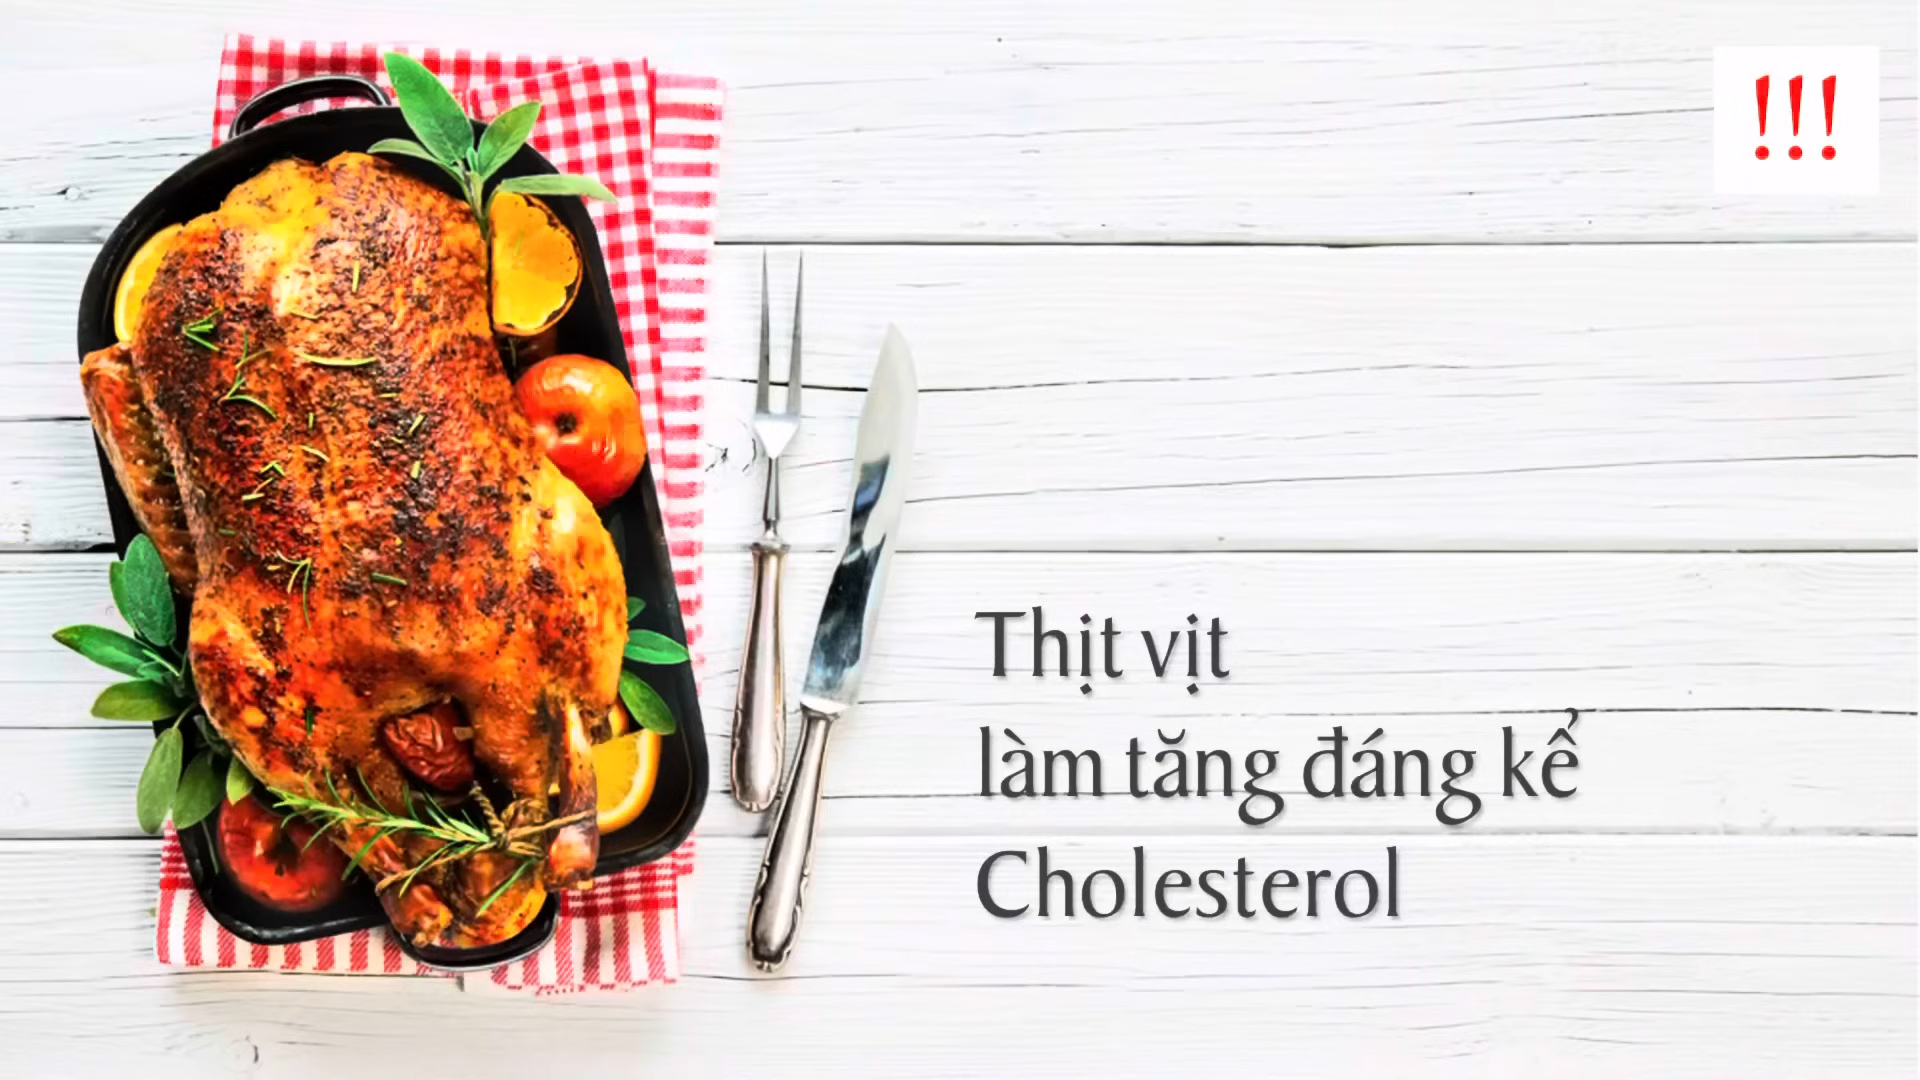 !!!
Thịt vịt
làm tăng đáng kể
Cholesterol